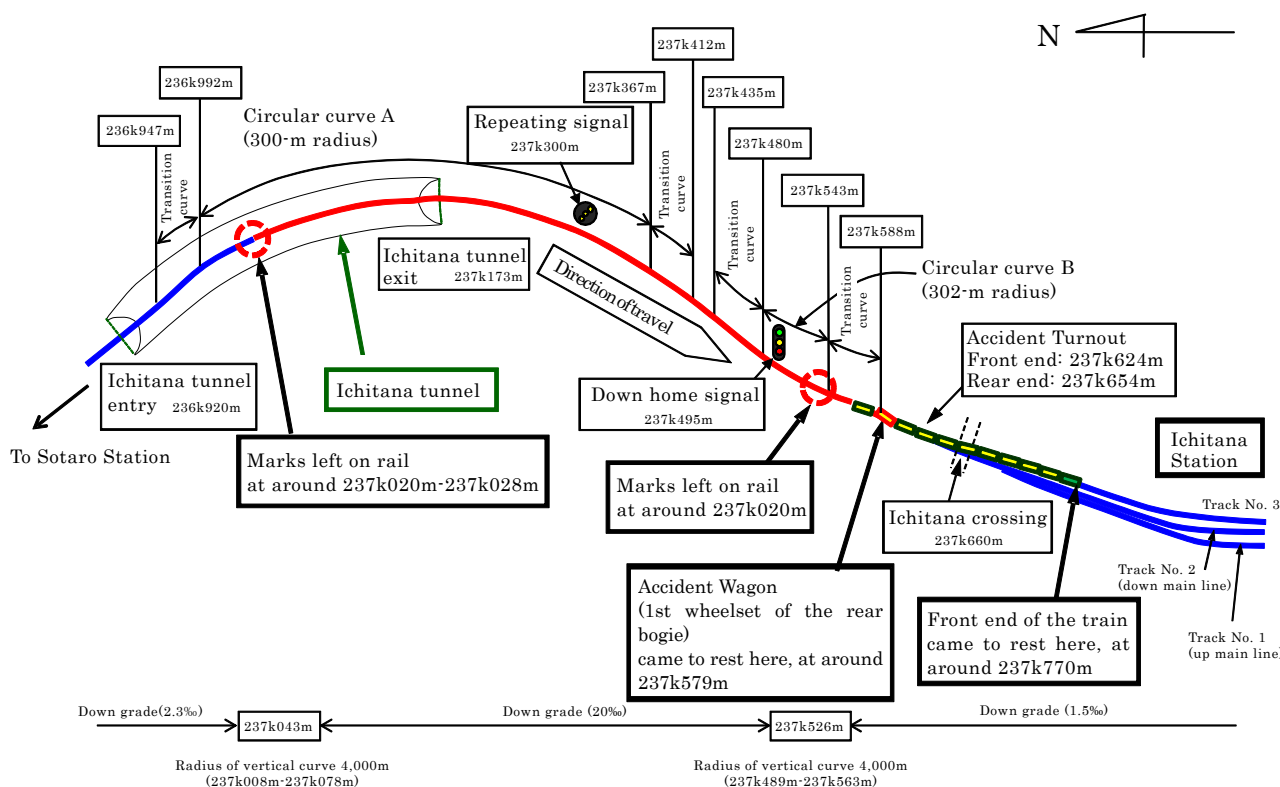 N
237k412m
236k992m
237k367m
237k435m
236k947m
Circular curve A
(300-m radius)
Repeating signal
237k300m
237k480m
237k543m
237k588m
Transition
curve
Transition
curve
Transition
curve
Transition
curve
Circular curve B
(302-m radius)
Ichitana tunnel
exit 237k173m
Direction of travel
Accident Turnout
Front end: 237k624m
Rear end: 237k654m
Ichitana tunnel
entry 236k920m
Ichitana tunnel
Down home signal
237k495m
To Sotaro Station
Marks left on rail
at around 237k020m-237k028m
Marks left on rail
at around 237k020m
Ichitana
Station
Ichitana crossing
237k660m
Track No. 3
Track No. 2
(down main line)
Track No. 1
(up main line)
Accident Wagon
(1st wheelset of the rear
bogie)
came to rest here, at around
237k579m
Front end of the train
came to rest here, at
around 237k770m
Down grade(2.3‰)
237k043m
Down grade (20‰)
237k526m
Down grade (1.5‰)
Radius of vertical curve 4,000m
(237k008m-237k078m)
Radius of vertical curve 4,000m
(237k489m-237k563m)